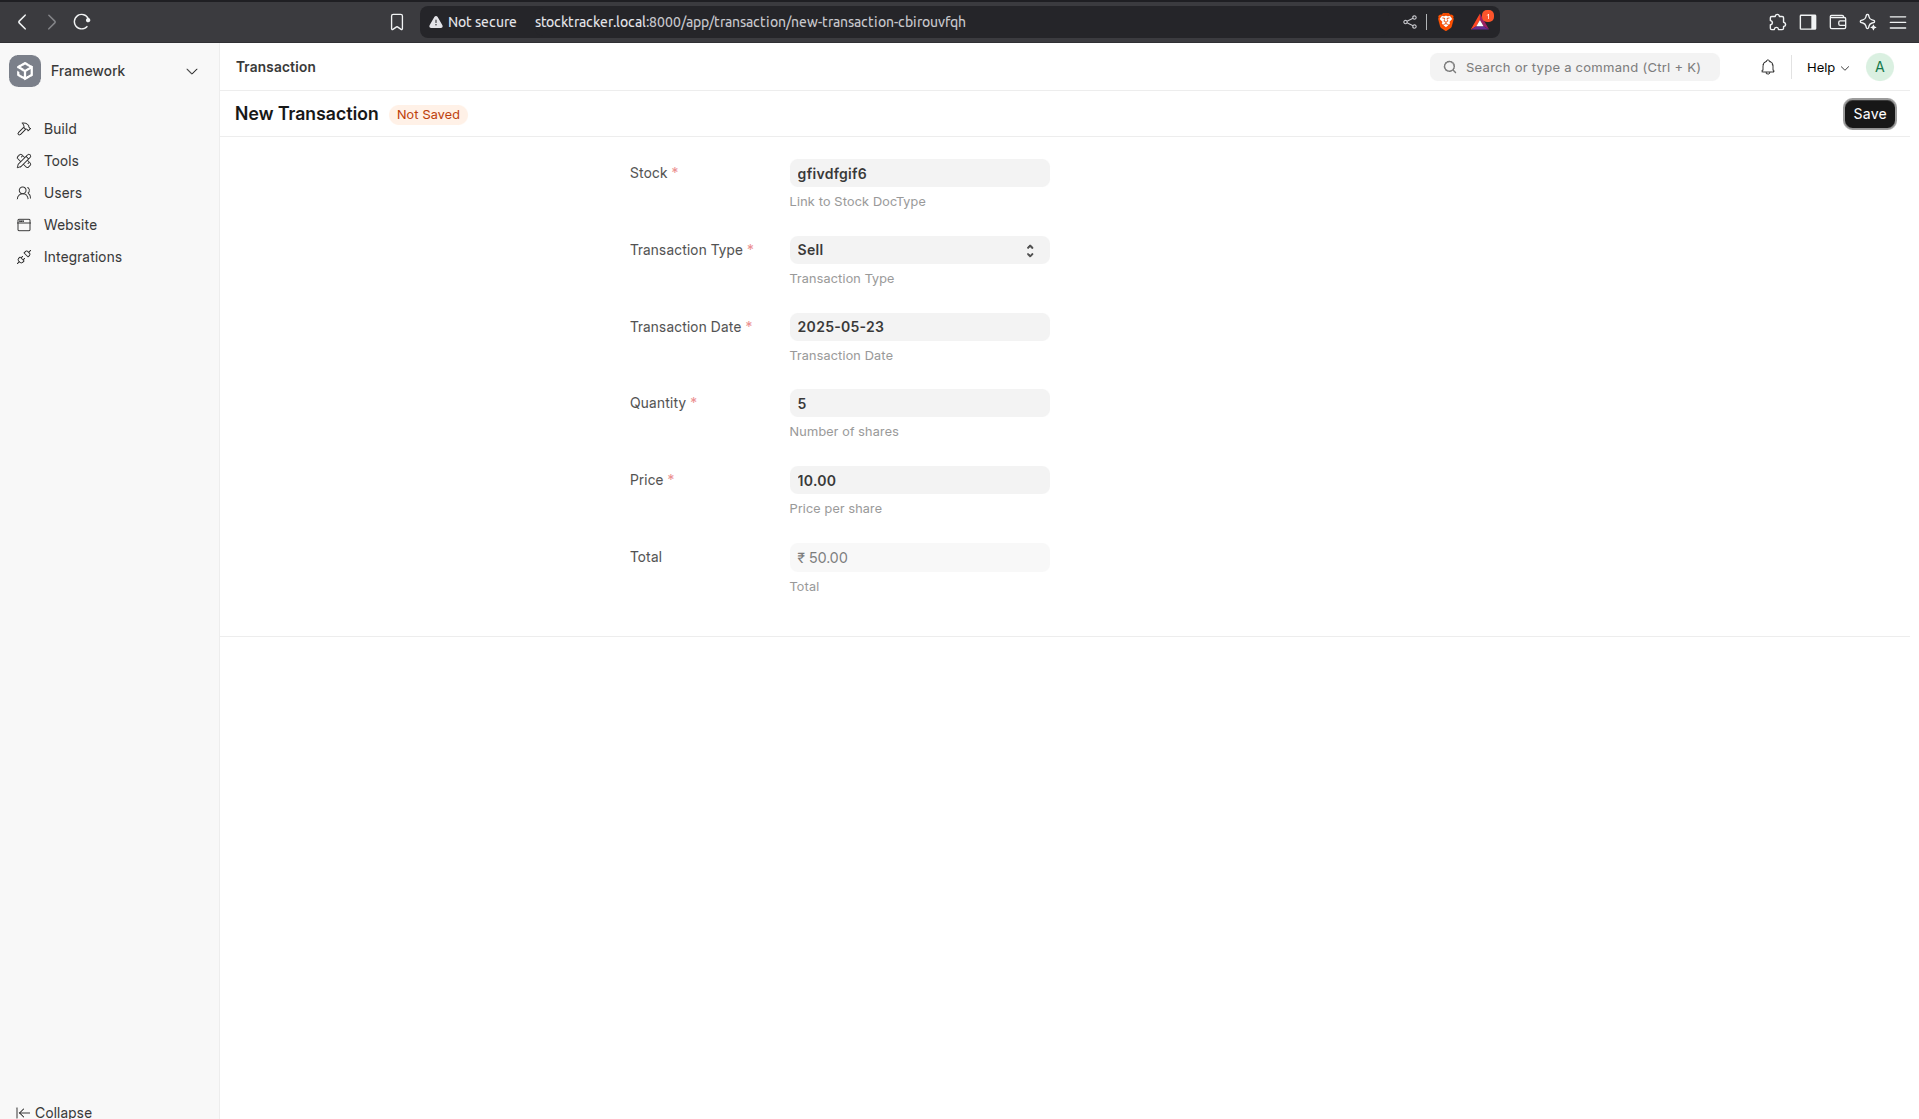 Not secure stocktracker.local:8000/app/transaction/new-transaction-cbirouvfqh
1
Framework
Transaction
Search or type a command (Ctrl + K)
Help
A
New Transaction
Not Saved
Save
Build
Tools
Users
Website
Integrations
Stock *
gfivdfgif6
Link to Stock DocType
Transaction Type *
Sell
Transaction Type
Transaction Date *
2025-05-23
Transaction Date
Quantity *
5
Number of shares
Price *
10.00
Price per share
Total
₹ 50.00
Total
Collapse